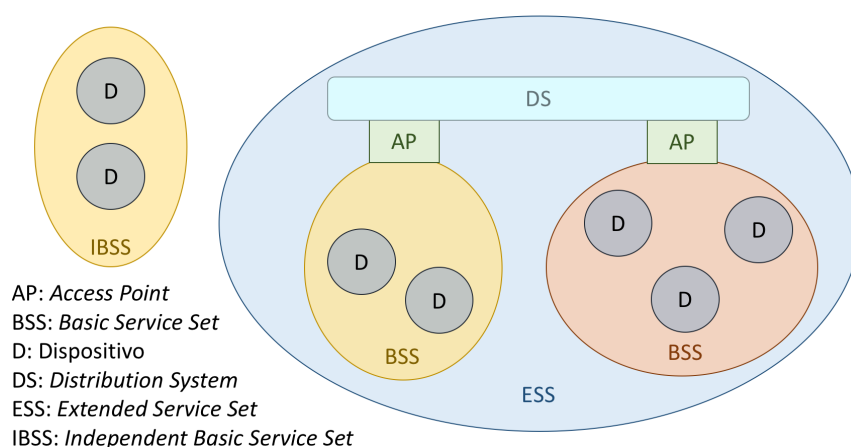 D
D
IBSS
DS
AP
AP
D
D
BSS
D
D
D
BSS
ESS
AP: Access Point
BSS: Basic Service Set
D: Dispositivo
DS: Distribution System
ESS: Extended Service Set
IBSS: Independent Basic Service Set